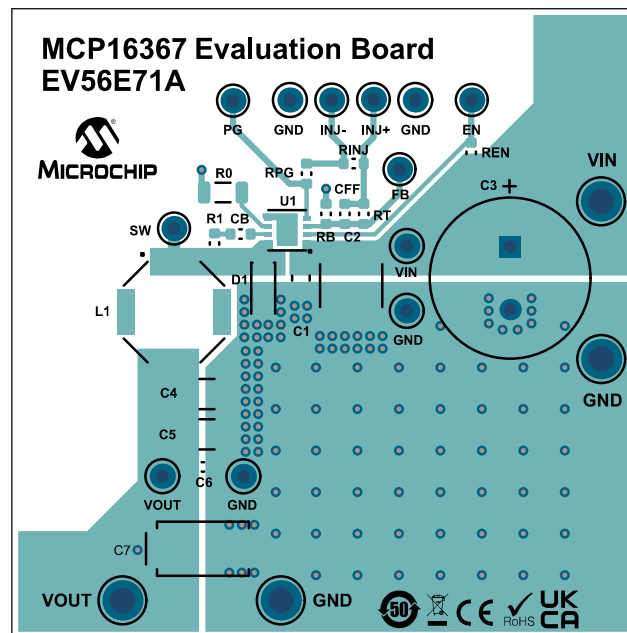 MCP16367 Evaluation Board
EV56E71A
PG
GND
INJ-
INJ+
GND
EN
MICROCHIP
RINJ
REN
VIN
RPG
R0
CFF
FB
C3
+
U1
SW
R1
CB
RT
RB
C2
VIN
D1
L1
C1
GND
C4
GND
C5
C6
VOUT
GND
C7
VOUT
GND
50
CE
RoHS
UK
CA